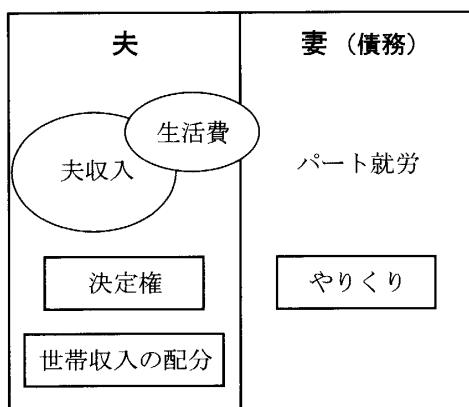 夫
妻（債務）
生活費
夫収入
パート就労
決定権
やりくり
世帯収入の配分